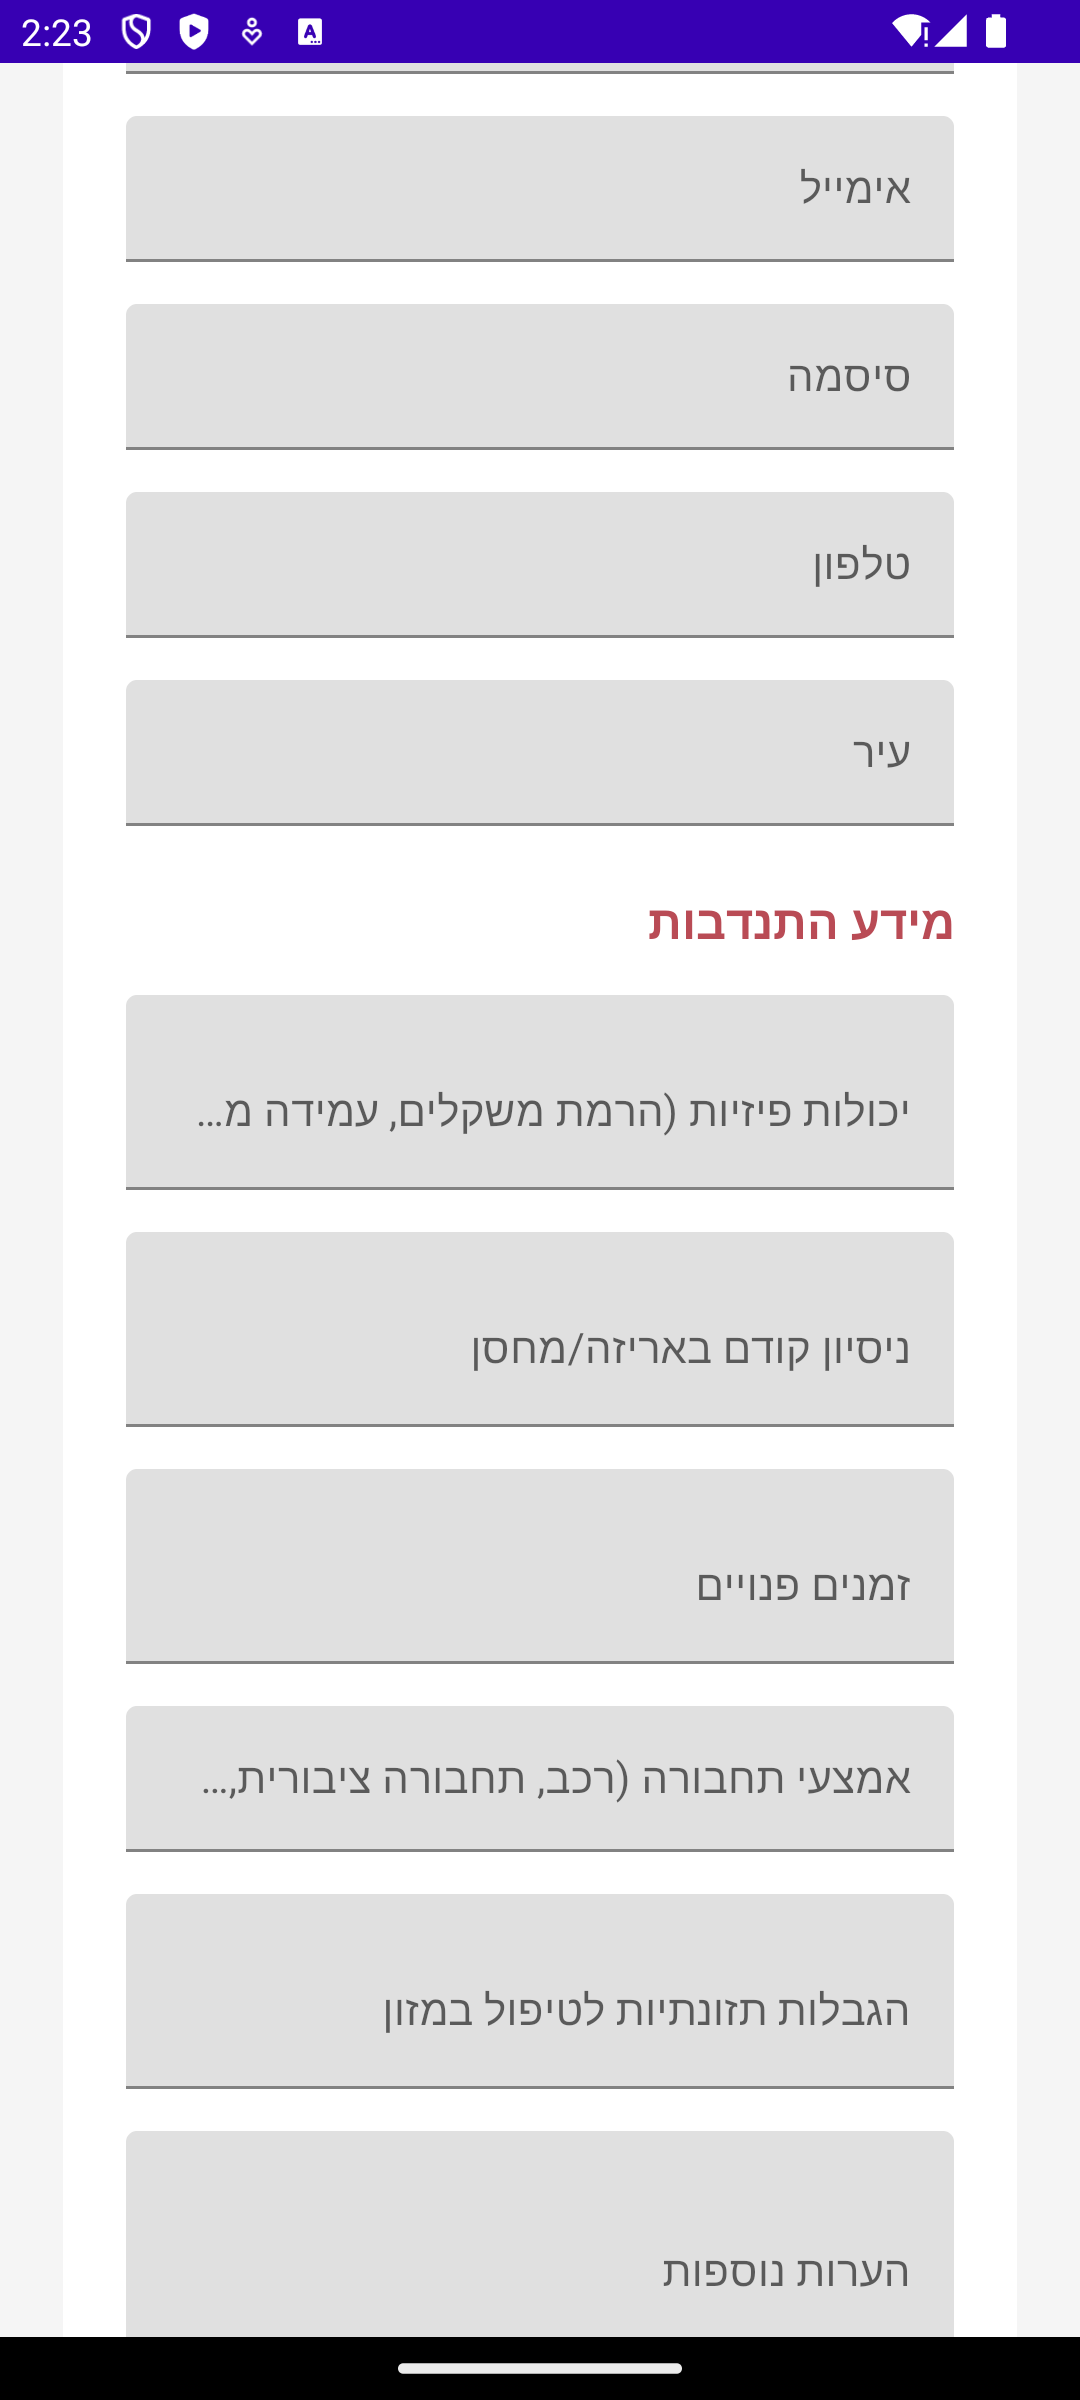 2:23
אימייל
סיסמה
טלפון
עיר
מידע התנדבות
יכולות פיזיות (הרמת משקלים, עמידה מ...
ניסיון קודם באריזה/מחסן
זמנים פנויים
אמצעי תחבורה (רכב, תחבורה ציבורית,...
הגבלות תזונתיות לטיפול במזון
הערות נוספות